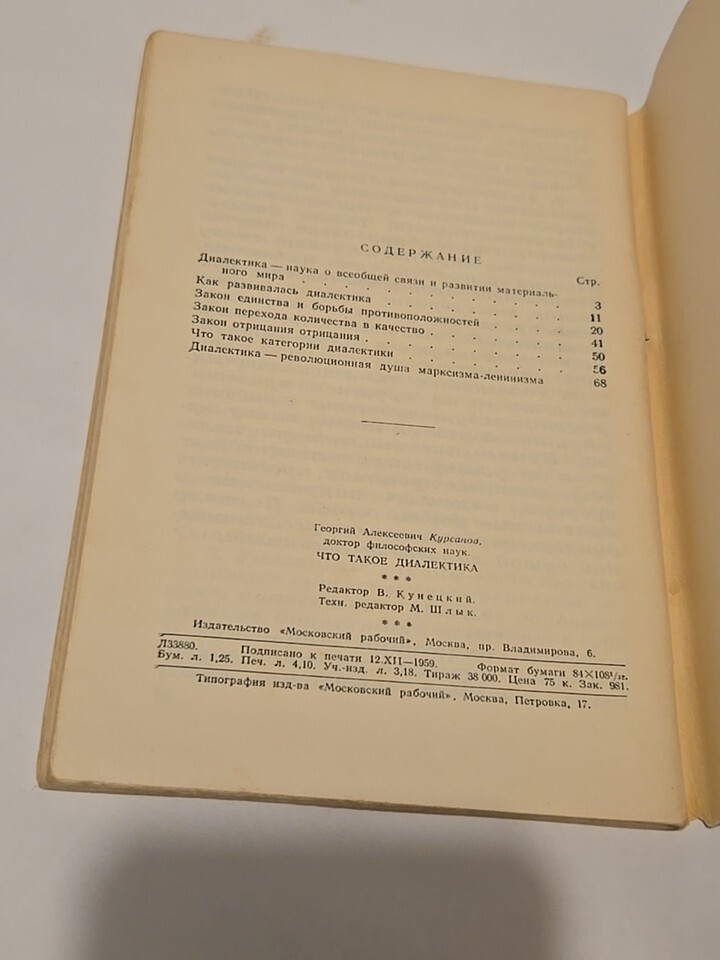 СОДЕРЖАНИЕ
Стр.
Диалектика — наука о всеобщей связи и развитии материаль-
ного мира . . . . . . . . . . . . 3
Как развивалась диалектика . . . . . . . . 11
Закон единства и борьбы противоположностей . . . . 20
Закон перехода количества в качество . . . . . . 41
Закон отрицания отрицания . . . . . . . . . 50
Что такое категории диалектики . . . . . . . 56
Диалектика — революционная душа марксизма-ленинизма 68
Георгий Алексеевич Курсанов,
доктор философских наук.
ЧТО ТАКОЕ ДИАЛЕКТИКА
* * *
Редактор В. Кунецкий.
Техн. редактор М. Шлык.
* * *
Издательство «Московский рабочий», Москва, пр. Владимирова, 6.
Л33880. Подписано к печати 12.XII—1959. Формат бумаги 84×108¹/₃₂.
Бум. л. 1,25. Печ. л. 4,10. Уч.-изд. л. 3,18. Тираж 38 000. Цена 75 к. Зак. 981.
Типография изд-ва «Московский рабочий», Москва, Петровка, 17.